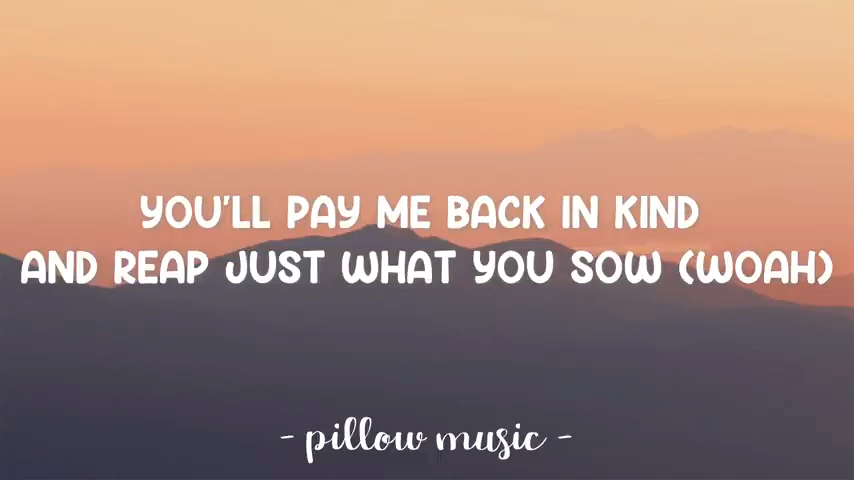 YOU'LL PAY ME BACK IN KIND
AND REAP JUST WHAT YOU SOW (WOAH)
- pillow music -